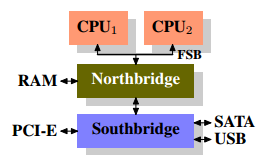 CPU₁ CPU₂
FSB
RAM Northbridge
PCI-E Southbridge SATA
USB